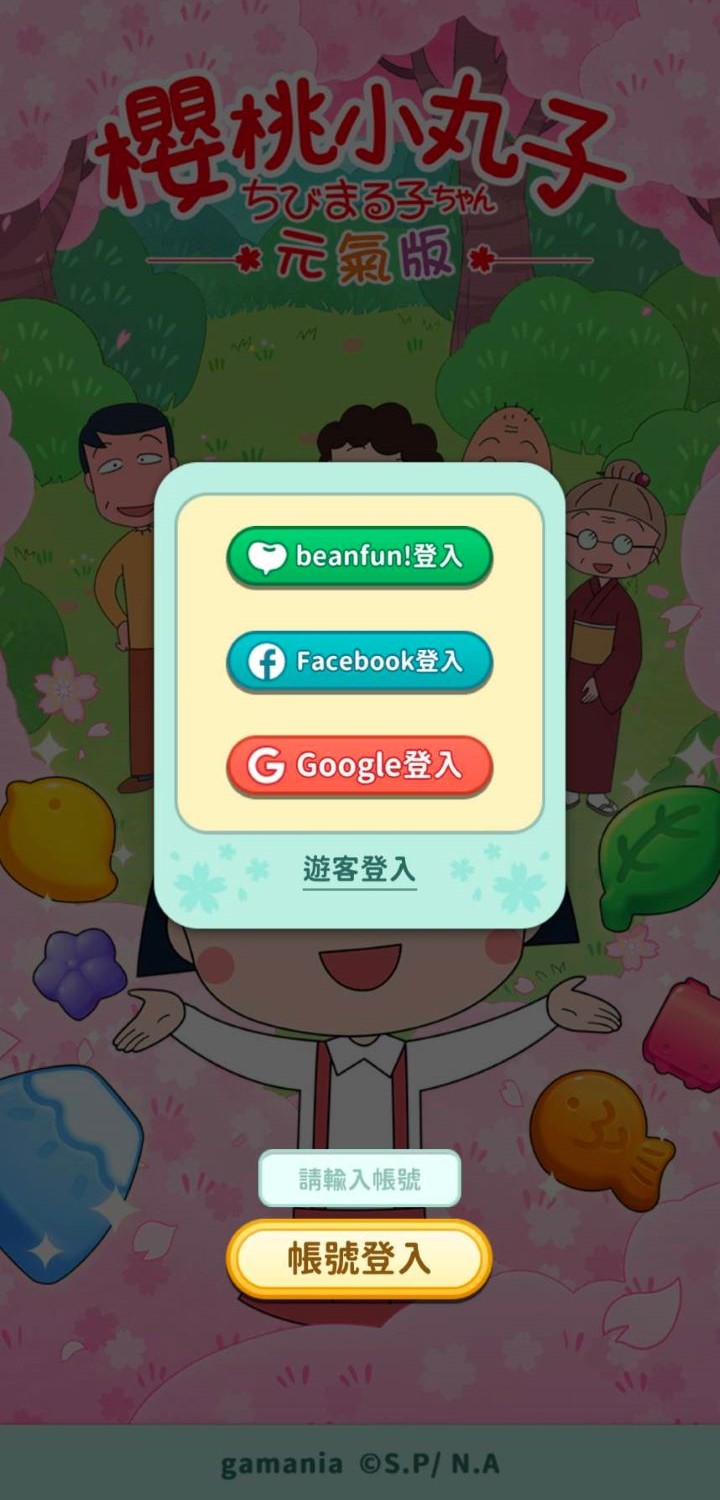 櫻桃小丸子
ちびまる子ちゃん
元氣版
beanfun!登入
Facebook登入
Google登入
遊客登入
請輸入帳號
帳號登入
gamania ©S.P/ N.A